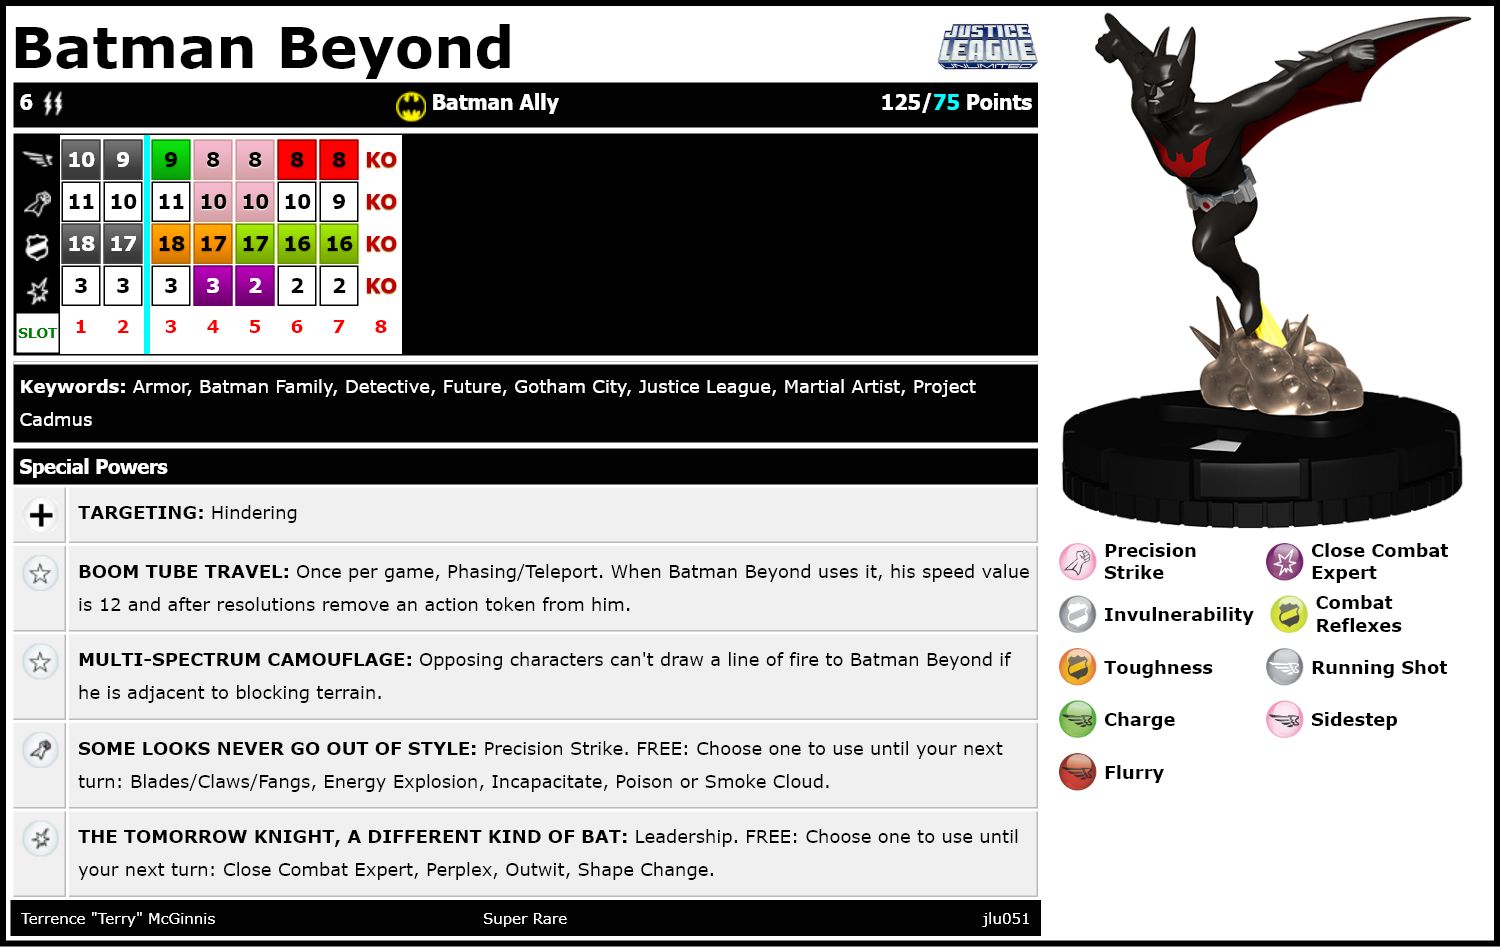 Batman Beyond
JUSTICE
LEAGUE
UNLIMITED
6 Batman Ally 125/75 Points
10 9 9 8 8 8 8 KO
11 10 11 10 10 10 9 KO
18 17 18 17 17 16 16 KO
3 3 3 3 2 2 2 KO
SLOT 1 2 3 4 5 6 7 8
Keywords: Armor, Batman Family, Detective, Future, Gotham City, Justice League, Martial Artist, Project
Cadmus
Special Powers
TARGETING: Hindering
BOOM TUBE TRAVEL: Once per game, Phasing/Teleport. When Batman Beyond uses it, his speed value
is 12 and after resolutions remove an action token from him.
MULTI-SPECTRUM CAMOUFLAGE: Opposing characters can't draw a line of fire to Batman Beyond if
he is adjacent to blocking terrain.
SOME LOOKS NEVER GO OUT OF STYLE: Precision Strike. FREE: Choose one to use until your next
turn: Blades/Claws/Fangs, Energy Explosion, Incapacitate, Poison or Smoke Cloud.
THE TOMORROW KNIGHT, A DIFFERENT KIND OF BAT: Leadership. FREE: Choose one to use until
your next turn: Close Combat Expert, Perplex, Outwit, Shape Change.
Terrence "Terry" McGinnis Super Rare jlu051
Precision
Strike
Close Combat
Expert
Invulnerability
Combat
Reflexes
Toughness
Running Shot
Charge
Sidestep
Flurry